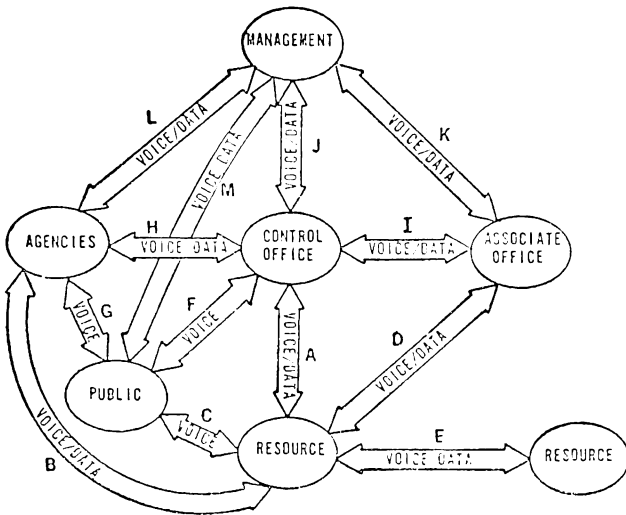 MANAGEMENT
L
VOICE/DATA
VOICE DATA
M
VOICE/DATA
J
VOICE/DATA
K
AGENCIES
H
VOICE DATA
CONTROL
OFFICE
I
VOICE/DATA
ASSOCIATE
OFFICE
G
VOICE
F
VOICE
VOICE/DATA
A
D
VOICE/DATA
PUBLIC
C
VOICE
RESOURCE
E
VOICE DATA
RESOURCE
B
VOICE/DATA